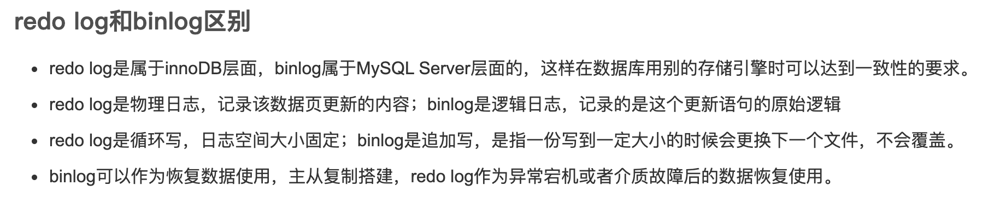 redo log和binlog区别
• redo log是属于innoDB层面，binlog属于MySQL Server层面的，这样在数据库用别的存储引擎时可以达到一致性的要求。
• redo log是物理日志，记录该数据页更新的内容；binlog是逻辑日志，记录的是这个更新语句的原始逻辑
• redo log是循环写，日志空间大小固定；binlog是追加写，是指一份写到一定大小的时候会更换下一个文件，不会覆盖。
• binlog可以作为恢复数据使用，主从复制搭建，redo log作为异常宕机或者介质故障后的数据恢复使用。